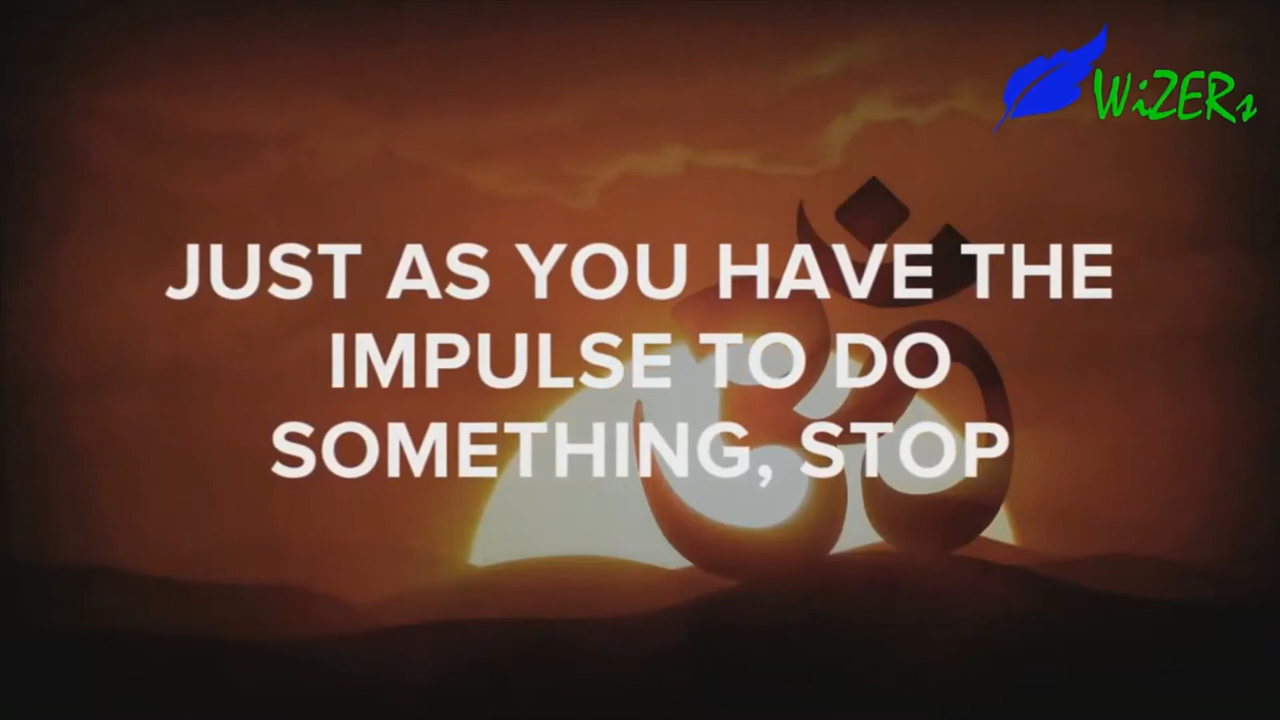 WiZERs
JUST AS YOU HAVE THE
IMPULSE TO DO
SOMETHING, STOP